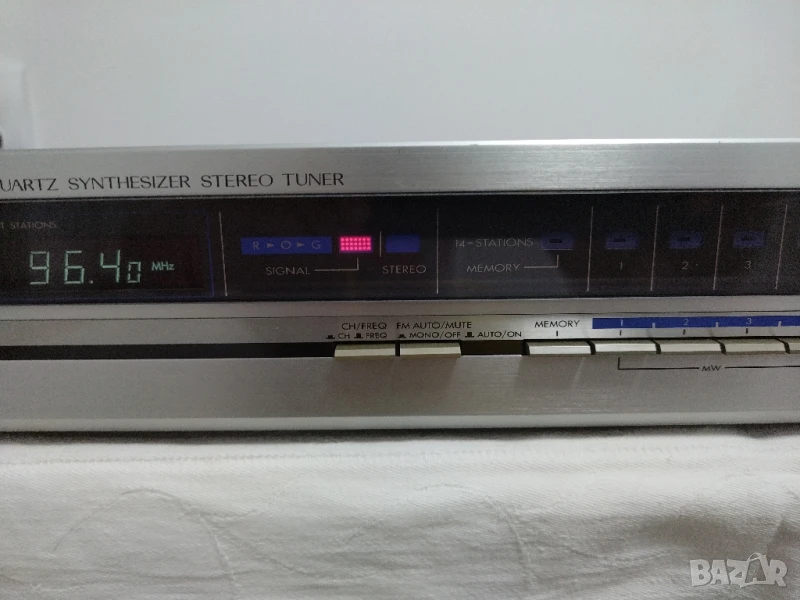 UARTZ SYNTHESIZER STEREO TUNER
T STATIONS
96.40 MHz
R ► O ► G
SIGNAL
STEREO
14-STATIONS
MEMORY
1 2 3
CH/FREQ FM AUTO/MUTE MEMORY
CH FREQ MONO/OFF AUTO/ON
1 2 3
MW
BAZAR